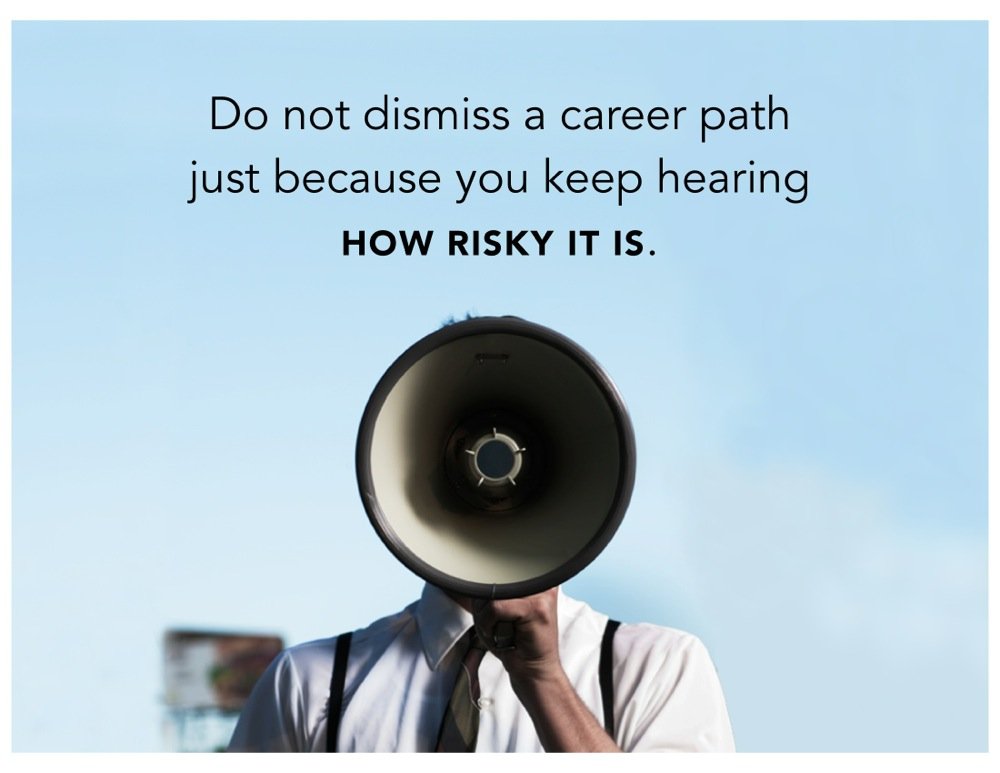 Do not dismiss a career path
just because you keep hearing
HOW RISKY IT IS.